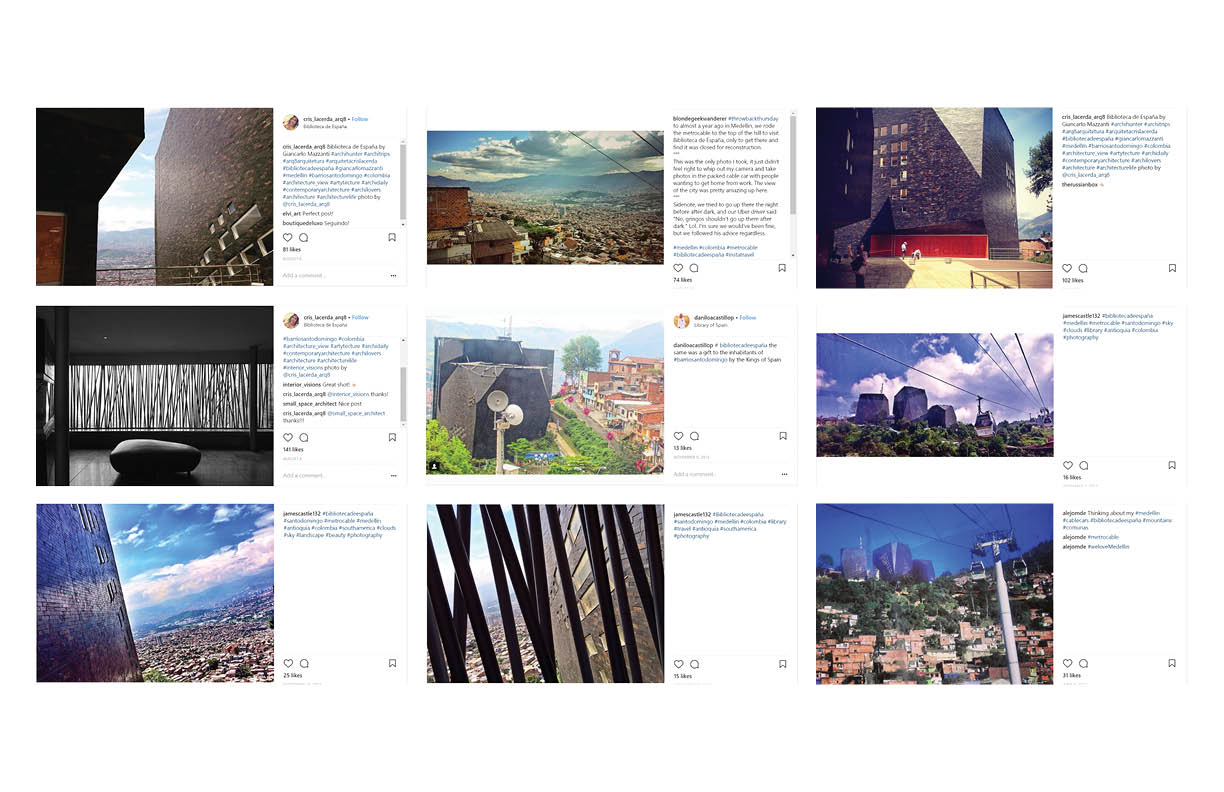 cris_lacerda_arq8 • Follow
Biblioteca de España
cris_lacerda_arq8 Biblioteca de España by
Giancarlo Mazzanti #archihunter #architrips
#arq8arquitetura #arquitetacrislacerda
#bibliotecadeespaña #giancarlomazzanti
#medellin #barriosantodomingo #colombia
#architecture_view #artytecture #archidaily
#contemporaryarchitecture #archilovers
#architecture #architecturelife photo by
@cris_lacerda_arq8
elvi_art Perfect post!
boutiquedeluxo Seguindo!
81 likes
AUGUST 8
Add a comment...
blondegeekwanderer #throwbackthursday
to almost a year ago in Medellin, we rode
the metrocable to the top of the hill to visit
Biblioteca de España, only to get there and
find it was closed for reconstruction.
***
This was the only photo I took, it just didn't
feel right to whip out my camera and take
photos in the packed cable car with people
wanting to get home from work. The view
of the city was pretty amazing up here.
***
Sidenote, we tried to go up there the night
before after dark, and our Uber driver said
"No, gringos shouldn't go up there after
dark." Lol. I'm sure we would've been fine,
but we followed his advice regardless.
#medellin #colombia #metrocable
#bibliotecadeespaña #instatravel
74 likes
cris_lacerda_arq8 Biblioteca de España by
Giancarlo Mazzanti #archihunter #architrips
#arq8arquitetura #arquitetacrislacerda
#bibliotecadeespaña #giancarlomazzanti
#medellin #barriosantodomingo #colombia
#architecture_view #artytecture #archidaily
#contemporaryarchitecture #archilovers
#architecture #architecturelife photo by
@cris_lacerda_arq8
therussianbox
102 likes
cris_lacerda_arq8 • Follow
Biblioteca de España
#barriosantodomingo #colombia
#architecture_view #artytecture #archidaily
#contemporaryarchitecture #archilovers
#architecture #architecturelife
#interior_visions photo by
@cris_lacerda_arq8
interior_visions Great shot!
cris_lacerda_arq8 @interior_visions thanks!
small_space_architect Nice post
cris_lacerda_arq8 @small_space_architect
thanks!!!
141 likes
AUGUST 8
Add a comment...
daniloacastillop • Follow
Library of Spain
daniloacastillop # bibliotecadeespaña the
same was a gift to the inhabitants of
#barriosantodomingo by the Kings of Spain
13 likes
Add a comment...
jamescastle132 #bibliotecadeespaña
#medellin #metrocable #santodomingo #sky
#clouds #library #antioquia #colombia
#photography
16 likes
jamescastle132 #bibliotecadeespaña
#santodomingo #metrocable #medellin
#antioquia #colombia #southamerica #clouds
#sky #landscape #beauty #photography
25 likes
jamescastle132 #Bibliotecadeespaña
#santodomingo #medellin #colombia #library
#travel #antioquia #southamerica
#photography
15 likes
alejomde Thinking about my #medellin
#cablecars #bibliotecadeespaña #mountains
#comunas
alejomde #metrocable
alejomde #weloveMedellin
31 likes